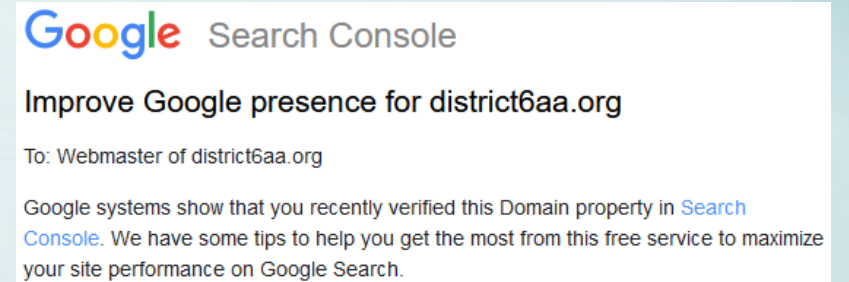 Google Search Console
Improve Google presence for district6aa.org
To: Webmaster of district6aa.org
Google systems show that you recently verified this Domain property in Search
Console. We have some tips to help you get the most from this free service to maximize
your site performance on Google Search.